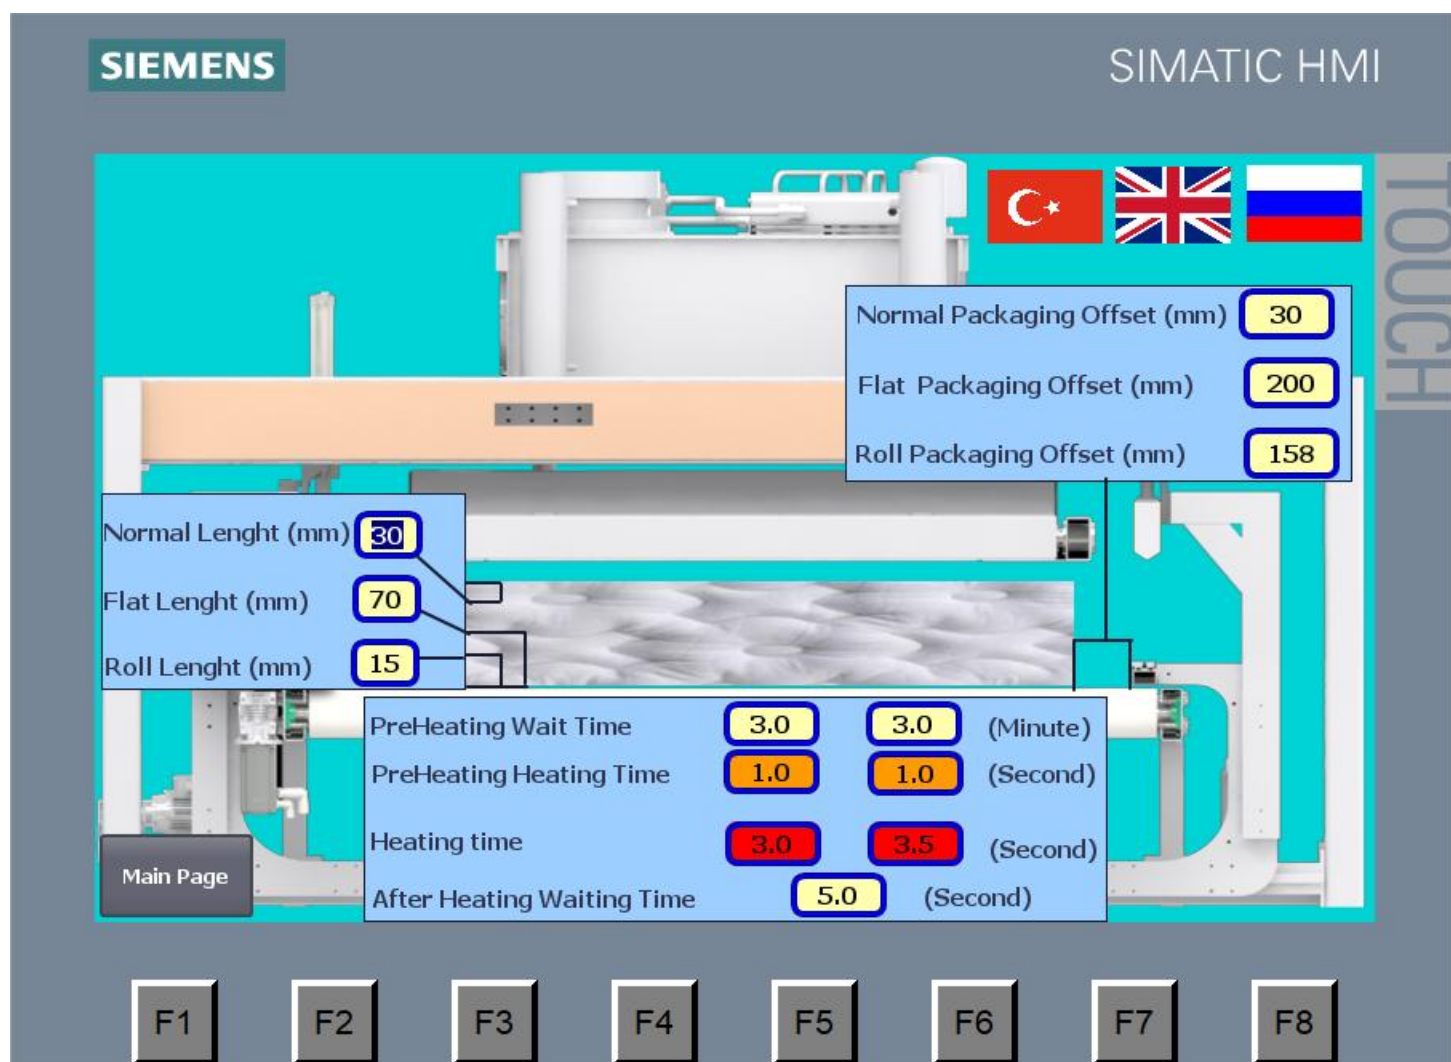 SIEMENS
SIMATIC HMI
TOUCH
Normal Packaging Offset (mm) 30
Flat Packaging Offset (mm) 200
Roll Packaging Offset (mm) 158
Normal Lenght (mm) 30
Flat Lenght (mm) 70
Roll Lenght (mm) 15
PreHeating Wait Time 3.0 3.0 (Minute)
PreHeating Heating Time 1.0 1.0 (Second)
Heating time 3.0 3.5 (Second)
After Heating Waiting Time 5.0 (Second)
Main Page
F1 F2 F3 F4 F5 F6 F7 F8